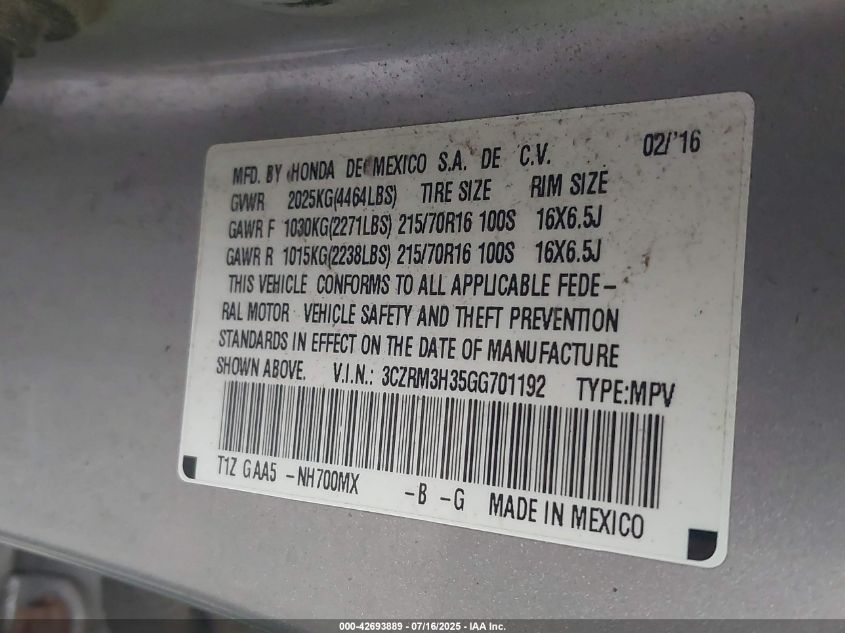 MFD. BY HONDA DE MEXICO S.A. DE C.V. 02/'16
GVWR 2025KG(4464LBS) TIRE SIZE RIM SIZE
GAWR F 1030KG(2271LBS) 215/70R16 100S 16X6.5J
GAWR R 1015KG(2238LBS) 215/70R16 100S 16X6.5J
THIS VEHICLE CONFORMS TO ALL APPLICABLE FEDE-
RAL MOTOR VEHICLE SAFETY AND THEFT PREVENTION
STANDARDS IN EFFECT ON THE DATE OF MANUFACTURE
SHOWN ABOVE. V.I.N.: 3CZRM3H35GG701192 TYPE:MPV
T1Z GAA5 -NH700MX -B -G MADE IN MEXICO
000-42693889 - 07/16/2025 - IAA Inc.